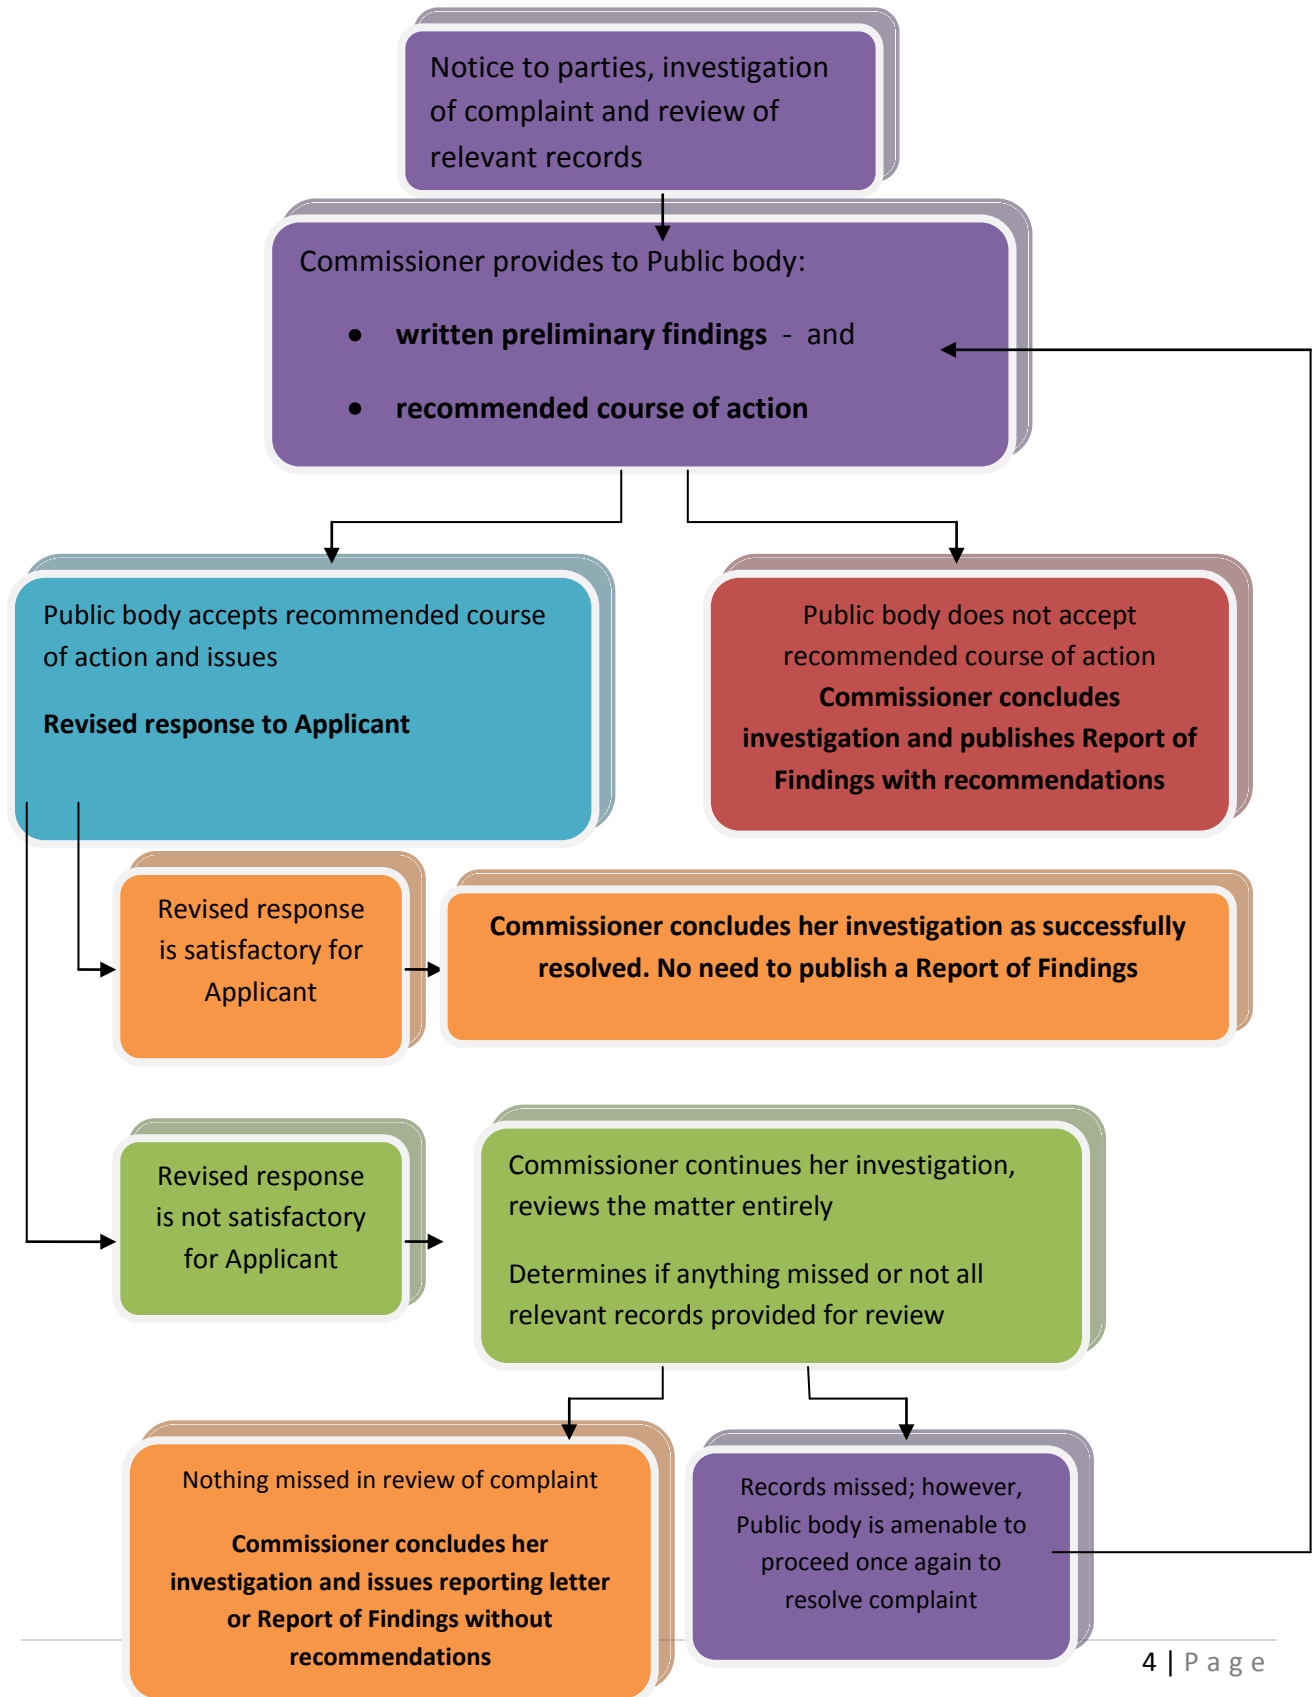 Notice to parties, investigation
of complaint and review of
relevant records
Commissioner provides to Public body:
• written preliminary findings - and
• recommended course of action
Public body accepts recommended course
of action and issues
Revised response to Applicant
Public body does not accept
recommended course of action
Commissioner concludes
investigation and publishes Report of
Findings with recommendations
Revised response
is satisfactory for
Applicant
Commissioner concludes her investigation as successfully
resolved. No need to publish a Report of Findings
Revised response
is not satisfactory
for Applicant
Commissioner continues her investigation,
reviews the matter entirely
Determines if anything missed or not all
relevant records provided for review
Nothing missed in review of complaint
Commissioner concludes her
investigation and issues reporting letter
or Report of Findings without
recommendations
Records missed; however,
Public body is amenable to
proceed once again to
resolve complaint
4 | Page